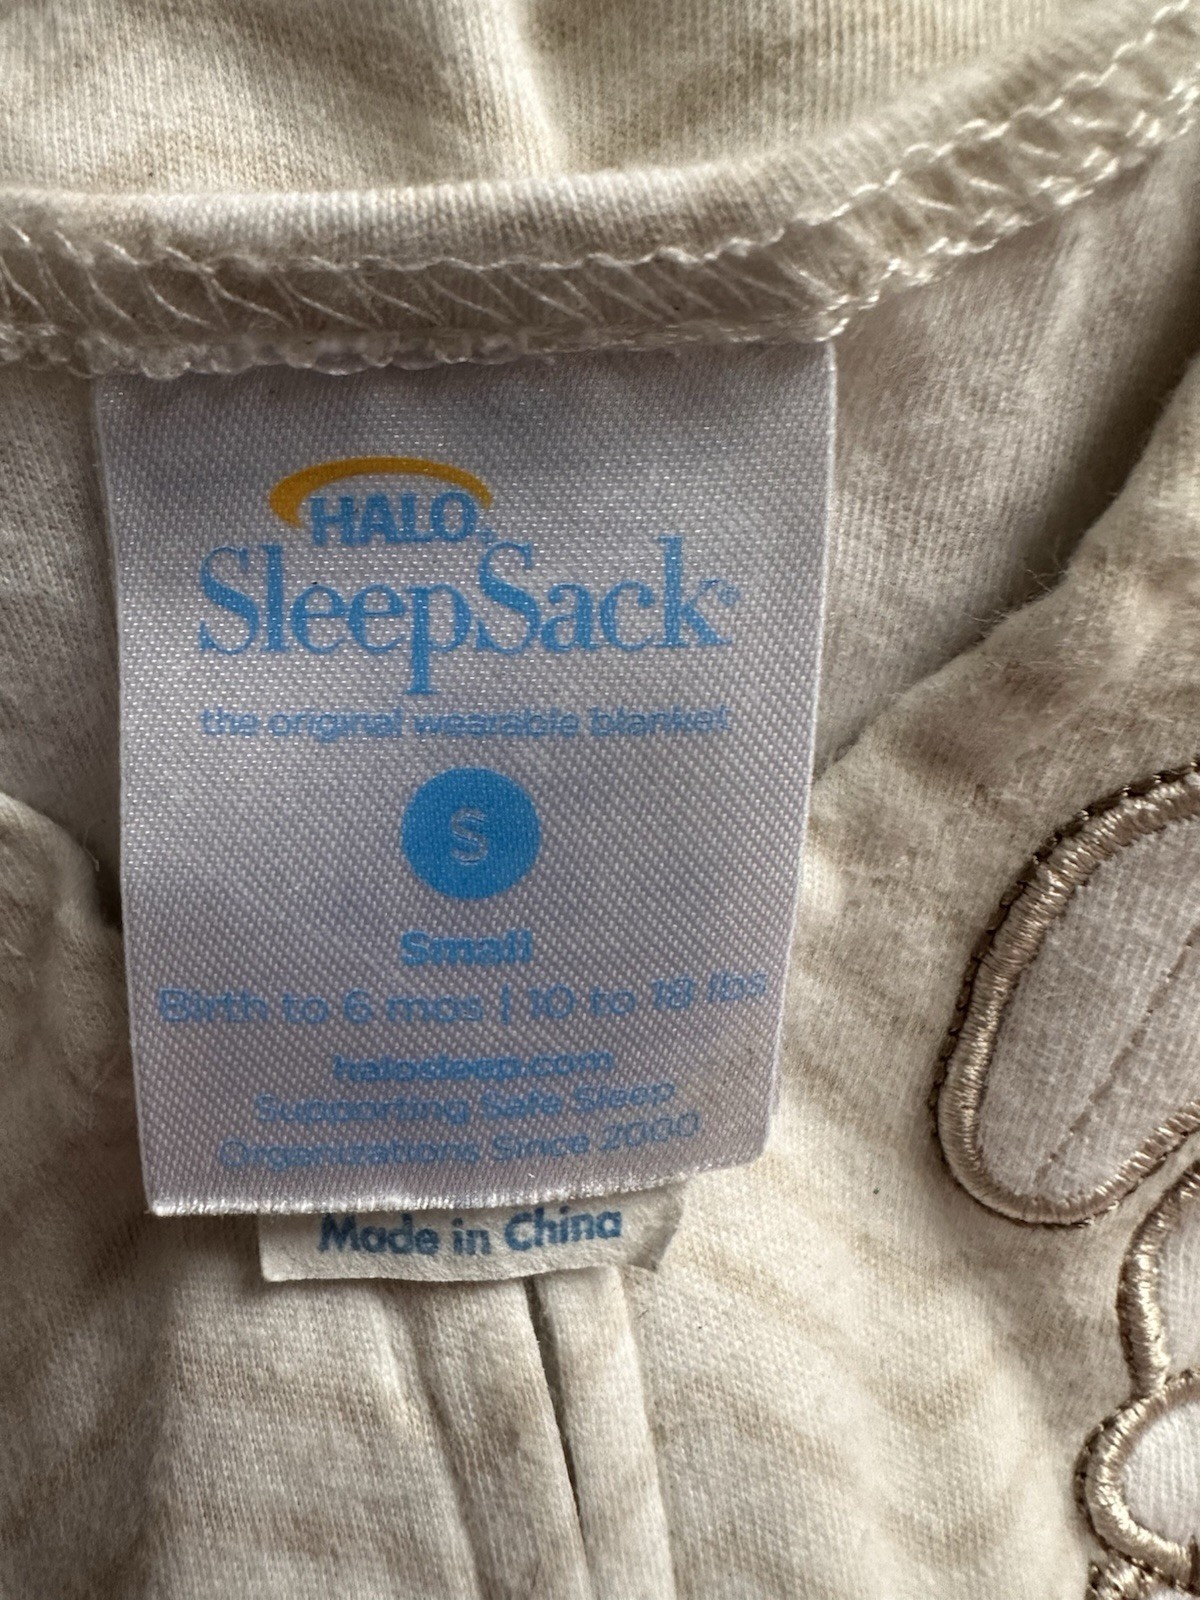 HALO
SleepSack®
the original wearable blanket
S
Small
Birth to 6 mos | 10 to 18 lbs
halosleep.com
Supporting Safe Sleep
Organizations Since 2000
Made in China